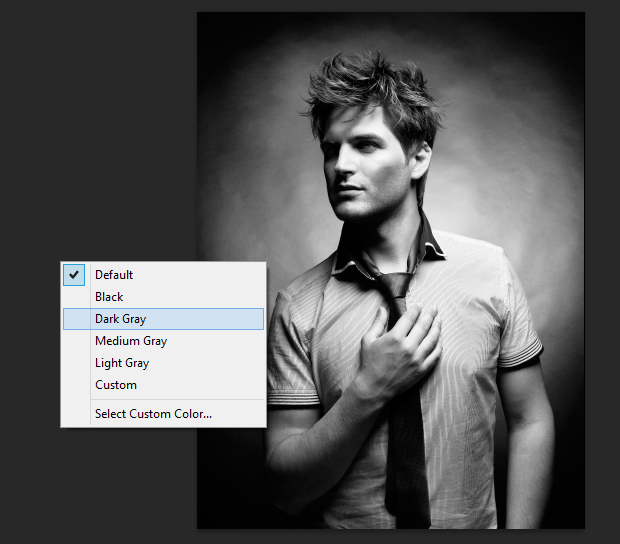 Default
Black
Dark Gray
Medium Gray
Light Gray
Custom
Select Custom Color...